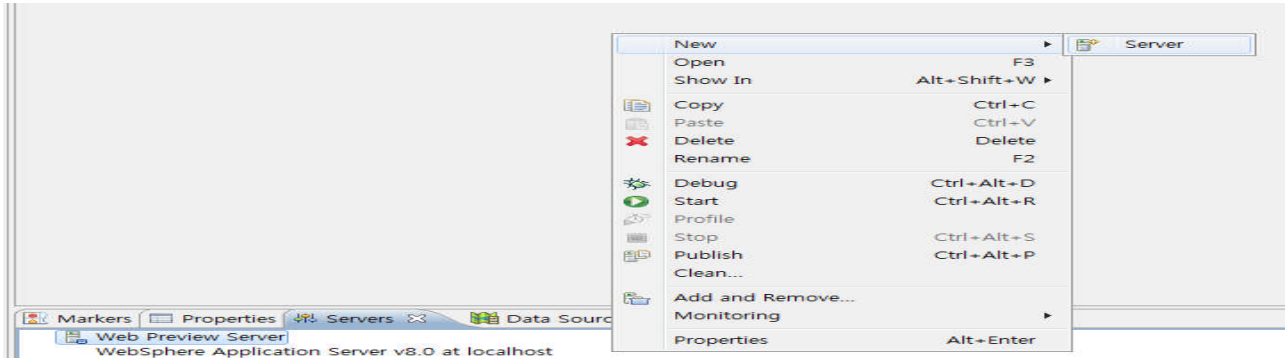 New Server
Open F3
Show In Alt+Shift+W
Copy Ctrl+C
Paste Ctrl+V
Delete Delete
Rename F2
Debug Ctrl+Alt+D
Start Ctrl+Alt+R
Profile
Stop Ctrl+Alt+S
Publish Ctrl+Alt+P
Clean...
Add and Remove...
Monitoring
Properties Alt+Enter
Markers Properties Servers Data Sourc
Web Preview Server
WebSphere Application Server v8.0 at localhost